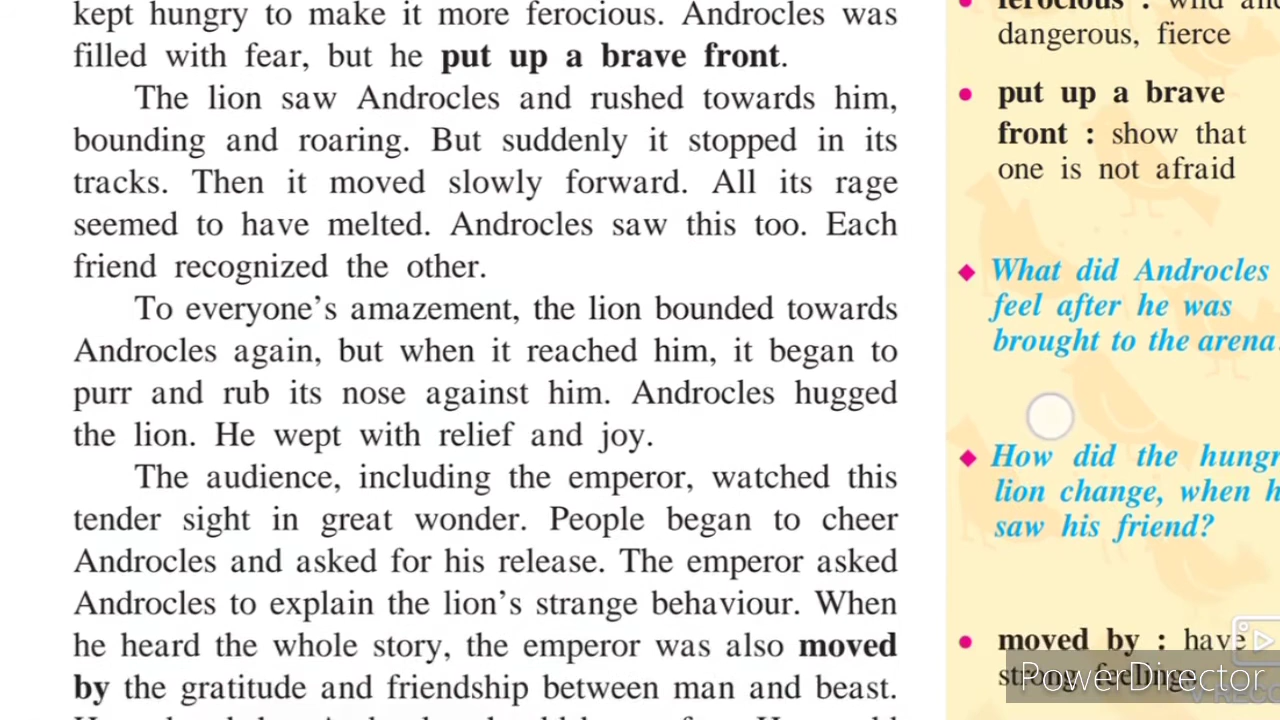 kept hungry to make it more ferocious. Androcles was
filled with fear, but he put up a brave front.
The lion saw Androcles and rushed towards him,
bounding and roaring. But suddenly it stopped in its
tracks. Then it moved slowly forward. All its rage
seemed to have melted. Androcles saw this too. Each
friend recognized the other.
To everyone's amazement, the lion bounded towards
Androcles again, but when it reached him, it began to
purr and rub its nose against him. Androcles hugged
the lion. He wept with relief and joy.
The audience, including the emperor, watched this
tender sight in great wonder. People began to cheer
Androcles and asked for his release. The emperor asked
Androcles to explain the lion's strange behaviour. When
he heard the whole story, the emperor was also moved
by the gratitude and friendship between man and beast.
ferocious : wild and
dangerous, fierce
put up a brave
front : show that
one is not afraid
What did Androcles
feel after he was
brought to the arena?
How did the hungr
lion change, when h
saw his friend?
moved by : have
strong feelings
PowerDirector